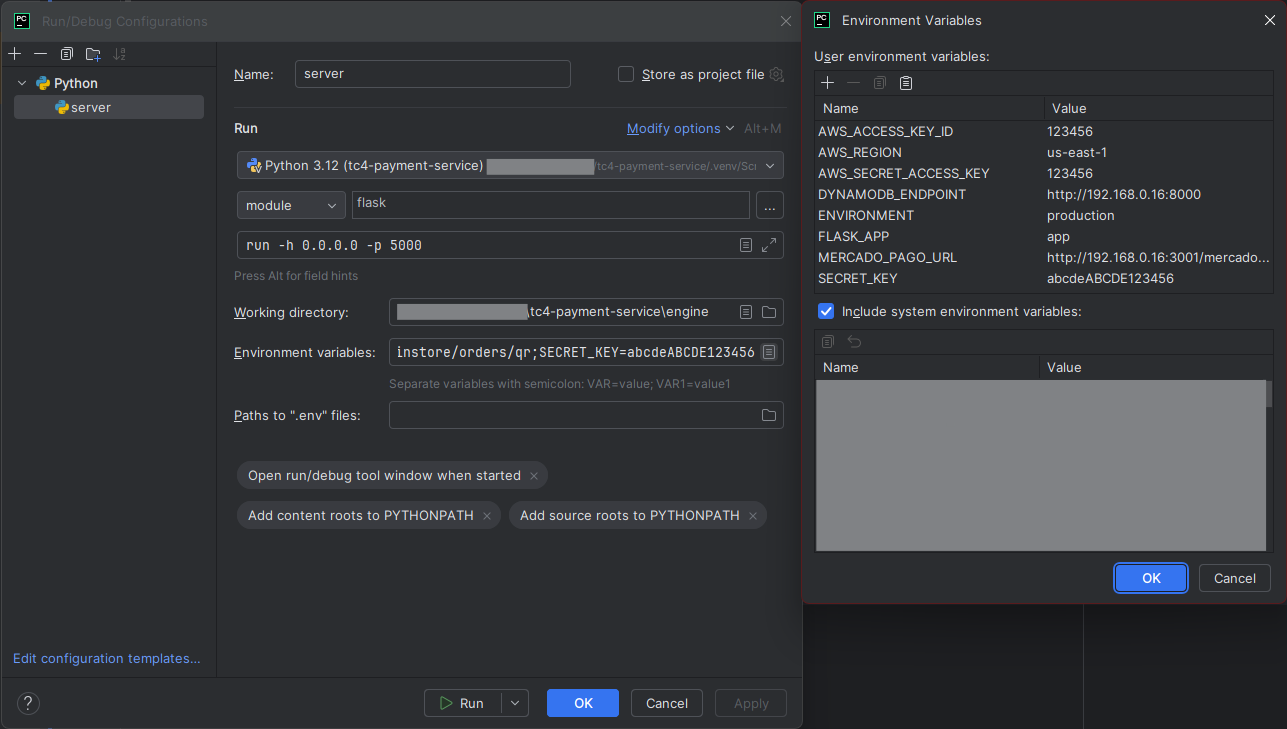 Run/Debug Configurations
Python
server
Edit configuration templates...
Name: server
Store as project file
Run
Modify options Alt+M
Python 3.12 (tc4-payment-service) /tc4-payment-service/.venv/Scr
module flask ...
run -h 0.0.0.0 -p 5000
Press Alt for field hints
Working directory: \tc4-payment-service\engine
Environment variables: instore/orders/qr;SECRET_KEY=abcdeABCDE123456
Separate variables with semicolon: VAR=value; VAR1=value1
Paths to ".env" files:
Open run/debug tool window when started
Add content roots to PYTHONPATH
Add source roots to PYTHONPATH
? Run OK Cancel Apply
Environment Variables
User environment variables:
Name Value
AWS_ACCESS_KEY_ID 123456
AWS_REGION us-east-1
AWS_SECRET_ACCESS_KEY 123456
DYNAMODB_ENDPOINT http://192.168.0.16:8000
ENVIRONMENT production
FLASK_APP app
MERCADO_PAGO_URL http://192.168.0.16:3001/mercado...
SECRET_KEY abcdeABCDE123456
Include system environment variables:
Name Value
OK Cancel